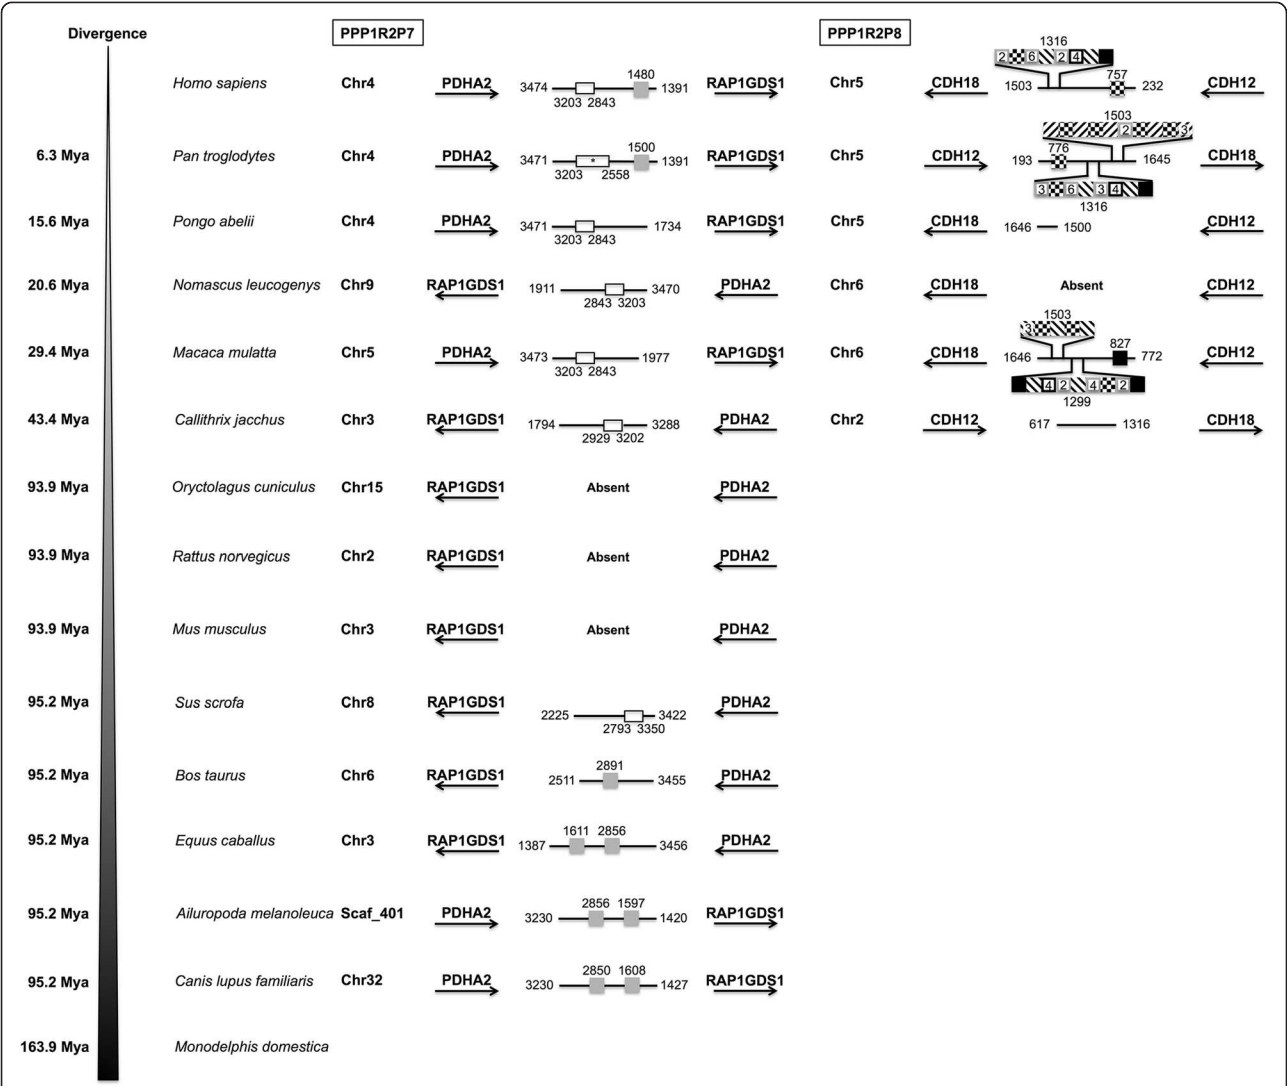 Divergence PPP1R2P7 PPP1R2P8
1316
2 6 2 4
Homo sapiens Chr4 PDHA2 3474 3203 2843 1480 1391 RAP1GDS1 Chr5 CDH18 1503 757 232 CDH12
1503
2 3
6.3 Mya Pan troglodytes Chr4 PDHA2 3471 3203 * 2558 1500 1391 RAP1GDS1 Chr5 CDH12 193 776 1645 CDH18
3 6 3 4
1316
15.6 Mya Pongo abelii Chr4 PDHA2 3471 3203 2843 1734 RAP1GDS1 Chr5 CDH18 1646 1500 CDH12
20.6 Mya Nomascus leucogenys Chr9 RAP1GDS1 1911 2843 3203 3470 PDHA2 Chr6 CDH18 Absent CDH12
1503
3
29.4 Mya Macaca mulatta Chr5 PDHA2 3473 3203 2843 1977 RAP1GDS1 Chr6 CDH18 1646 827 772 CDH12
4 2 4 2
1299
43.4 Mya Callithrix jacchus Chr3 RAP1GDS1 1794 2929 3202 3288 PDHA2 Chr2 CDH12 617 1316 CDH18
93.9 Mya Oryctolagus cuniculus Chr15 RAP1GDS1 Absent PDHA2
93.9 Mya Rattus norvegicus Chr2 RAP1GDS1 Absent PDHA2
93.9 Mya Mus musculus Chr3 RAP1GDS1 Absent PDHA2
95.2 Mya Sus scrofa Chr8 RAP1GDS1 2225 2793 3350 3422 PDHA2
95.2 Mya Bos taurus Chr6 RAP1GDS1 2511 2891 3455 PDHA2
95.2 Mya Equus caballus Chr3 RAP1GDS1 1387 1611 2856 3456 PDHA2
95.2 Mya Ailuropoda melanoleuca Scaf_401 PDHA2 3230 2856 1597 1420 RAP1GDS1
95.2 Mya Canis lupus familiaris Chr32 PDHA2 3230 2850 1608 1427 RAP1GDS1
163.9 Mya Monodelphis domestica